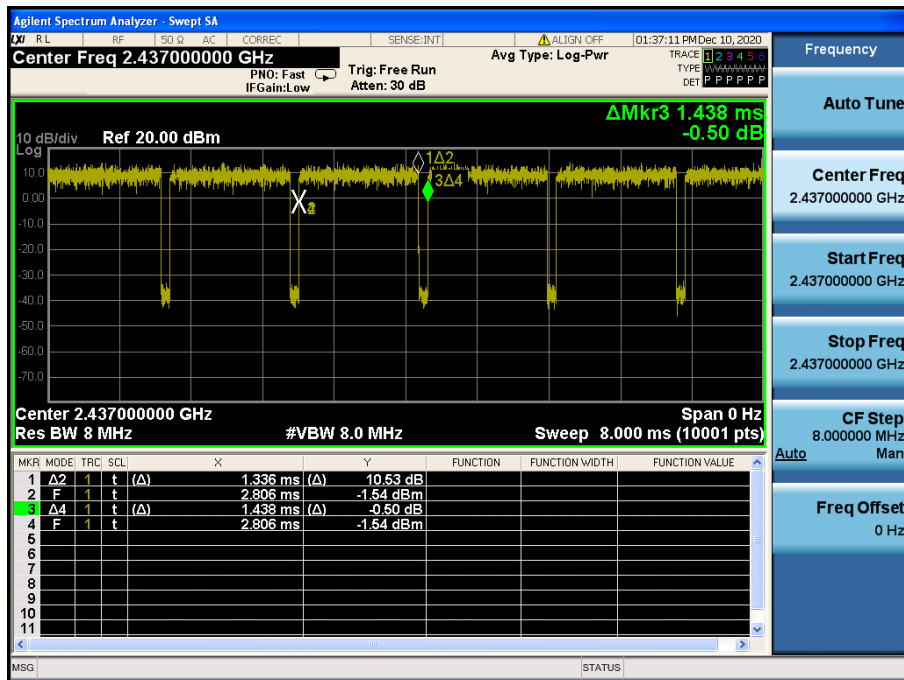 Agilent Spectrum Analyzer - Swept SA
LXI RL RF 50 Ω AC CORREC SENSE:INT ALIGN OFF 01:37:11 PM Dec 10, 2020
Center Freq 2.437000000 GHz
PNO: Fast
IFGain:Low
Trig: Free Run
Atten: 30 dB
Avg Type: Log-Pwr
TRACE 1 2 3 4 5 6
TYPE WWWWWW
DET P P P P P P
ΔMkr3 1.438 ms
-0.50 dB
10 dB/div Ref 20.00 dBm
Log
10.0
0.00
-10.0
-20.0
-30.0
-40.0
-50.0
-60.0
-70.0
1Δ2
3Δ4
Center 2.437000000 GHz Span 0 Hz
Res BW 8 MHz #VBW 8.0 MHz Sweep 8.000 ms (10001 pts)
MKR MODE TRC SCL X Y FUNCTION FUNCTION WIDTH FUNCTION VALUE
1 Δ2 1 t (Δ) 1.336 ms (Δ) 10.53 dB
2 F 1 t 2.806 ms -1.54 dBm
3 Δ4 1 t (Δ) 1.438 ms (Δ) -0.50 dB
4 F 1 t 2.806 ms -1.54 dBm
5
6
7
8
9
10
11
MSG STATUS
Frequency
Auto Tune
Center Freq
2.437000000 GHz
Start Freq
2.437000000 GHz
Stop Freq
2.437000000 GHz
CF Step
8.000000 MHz
Auto Man
Freq Offset
0 Hz